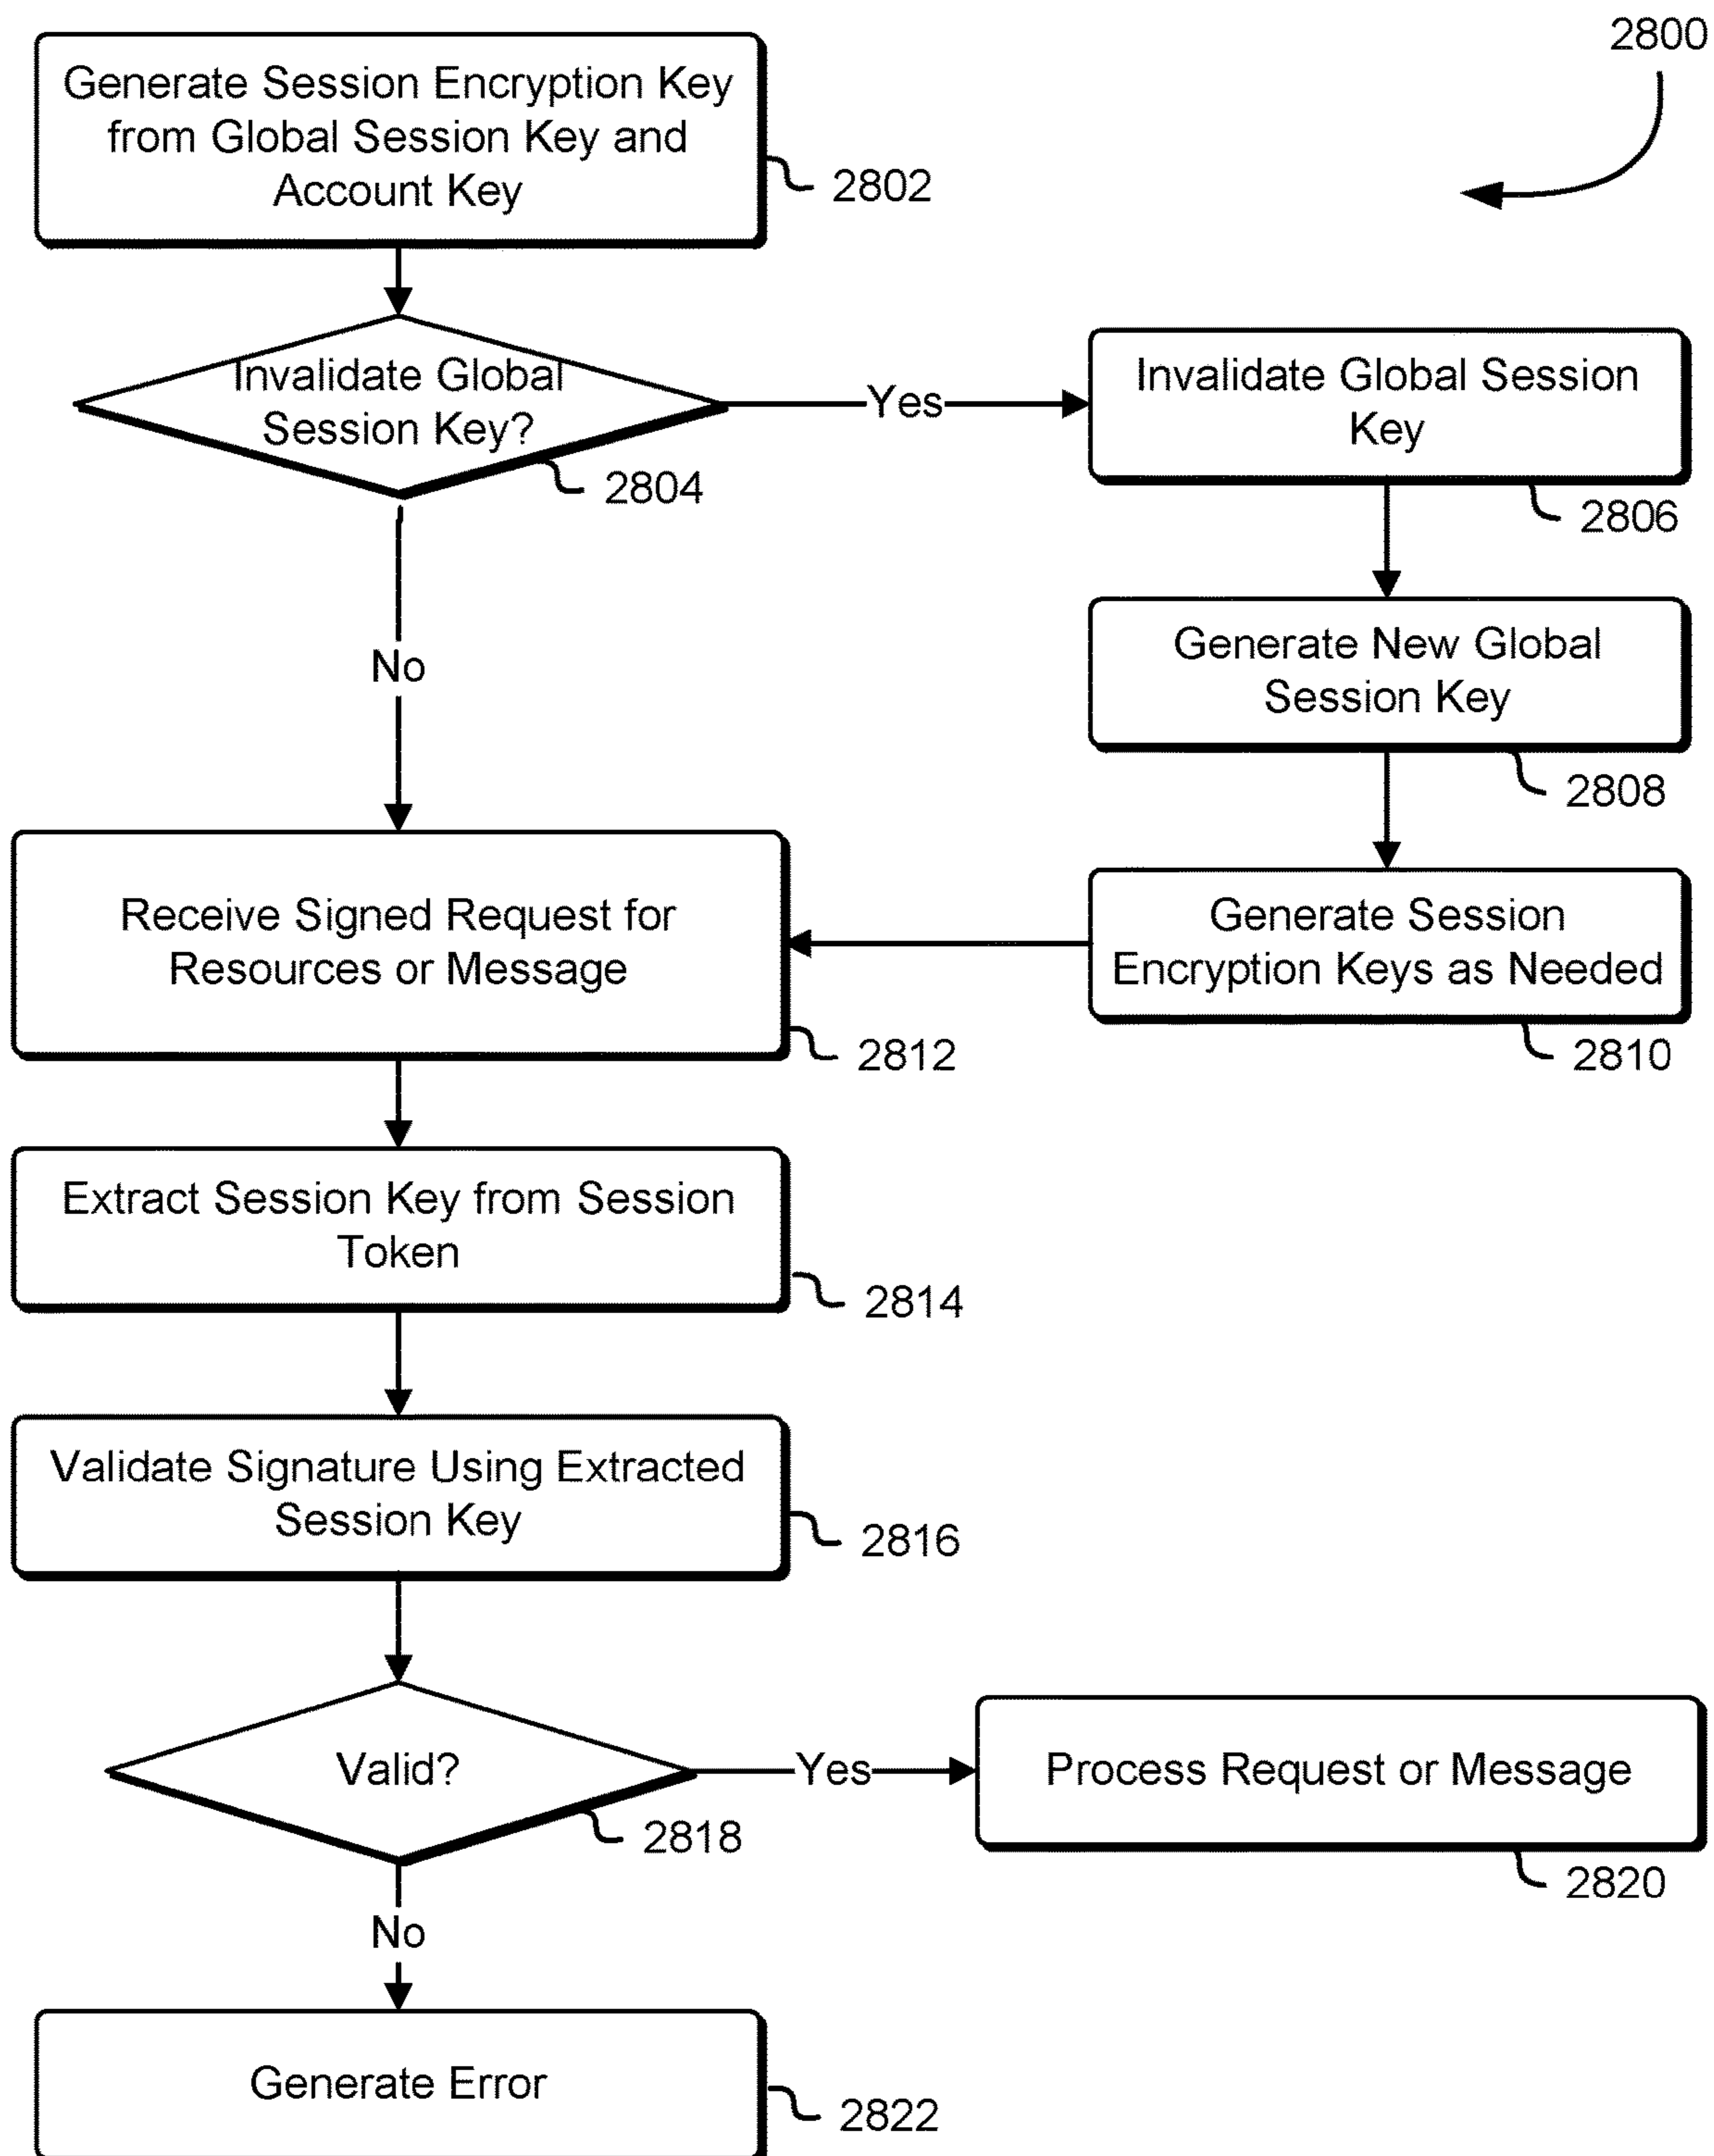 2800
Generate Session Encryption Key
from Global Session Key and
Account Key
2802
Invalidate Global
Session Key?
2804
Yes
Invalidate Global Session
Key
2806
Generate New Global
Session Key
2808
No
Receive Signed Request for
Resources or Message
2812
Generate Session
Encryption Keys as Needed
2810
Extract Session Key from Session
Token
2814
Validate Signature Using Extracted
Session Key
2816
Valid?
2818
Yes
Process Request or Message
2820
No
Generate Error
2822